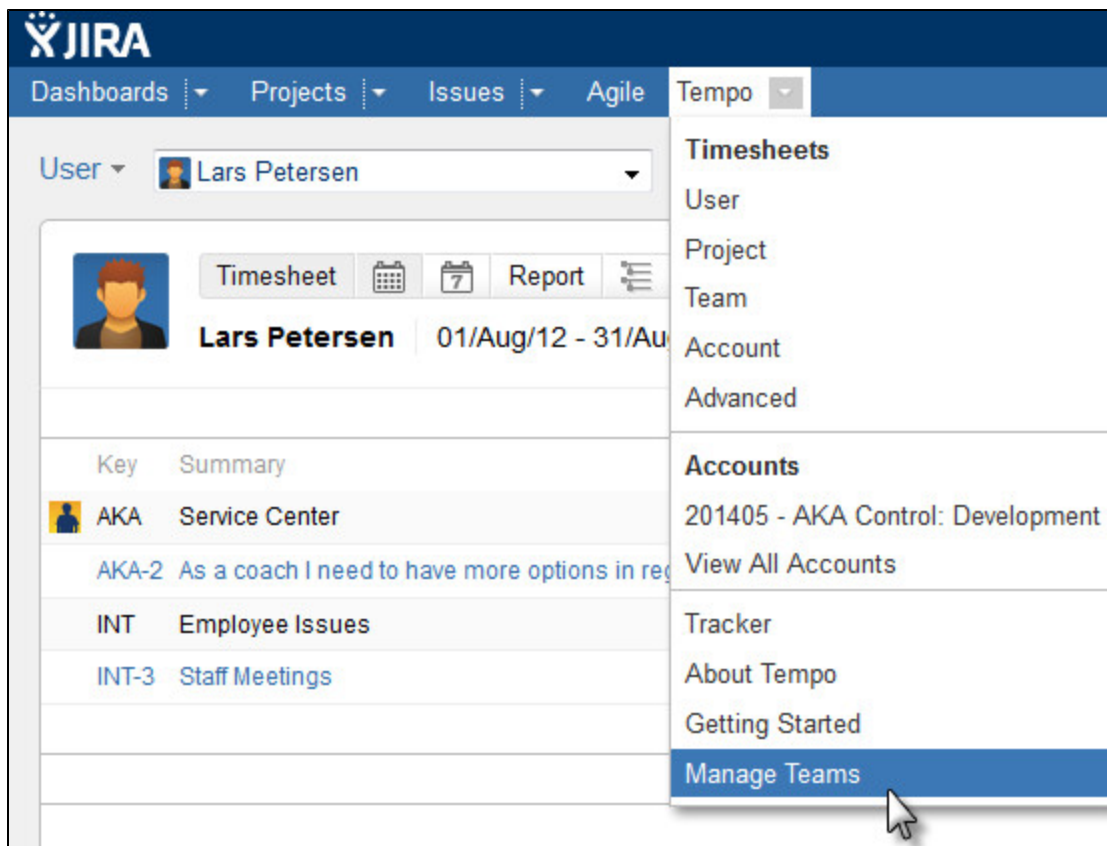 JIRA
Dashboards Projects Issues Agile Tempo
User Lars Petersen
Timesheet 7 Report
Lars Petersen 01/Aug/12 - 31/Au
Key Summary
AKA Service Center
AKA-2 As a coach I need to have more options in reg
INT Employee Issues
INT-3 Staff Meetings
Timesheets
User
Project
Team
Account
Advanced
Accounts
201405 - AKA Control: Development
View All Accounts
Tracker
About Tempo
Getting Started
Manage Teams